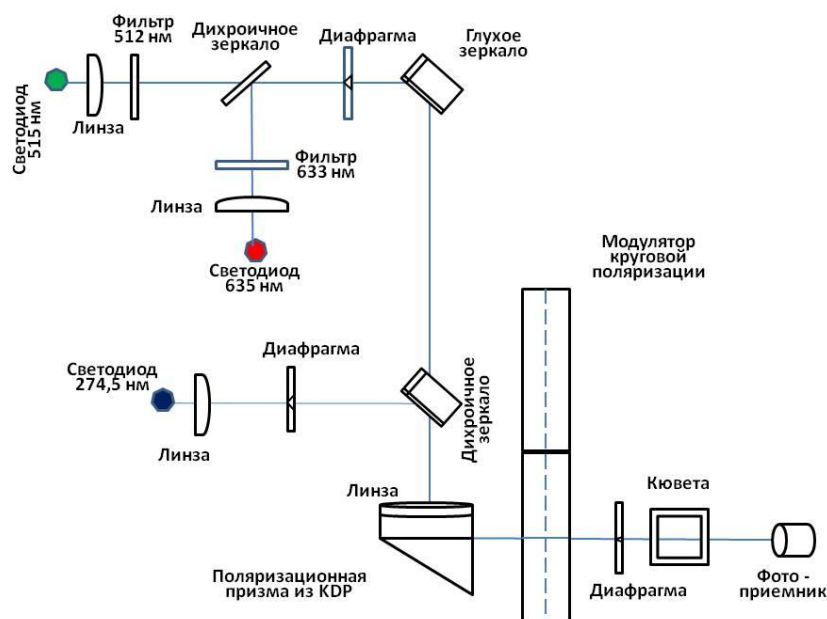 Фильтр
512 нм
Дихроичное
зеркало
Диафрагма
Глухое
зеркало
Линза
Светодиод
515 нм
Фильтр
633 нм
Линза
Светодиод
635 нм
Модулятор
круговой
поляризации
Диафрагма
Светодиод
274,5 нм
Линза
Дихроичное
зеркало
Линза
Кювета
Поляризационная
призма из KDP
Диафрагма
Фото -
приемник